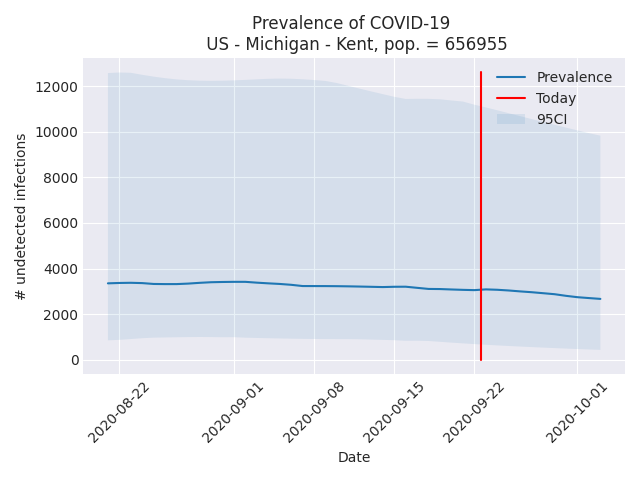 Prevalence of COVID-19
US - Michigan - Kent, pop. = 656955
Prevalence
Today
95CI
12000
10000
8000
6000
4000
2000
0
# undetected infections
2020-08-22
2020-09-01
2020-09-08
2020-09-15
2020-09-22
2020-10-01
Date